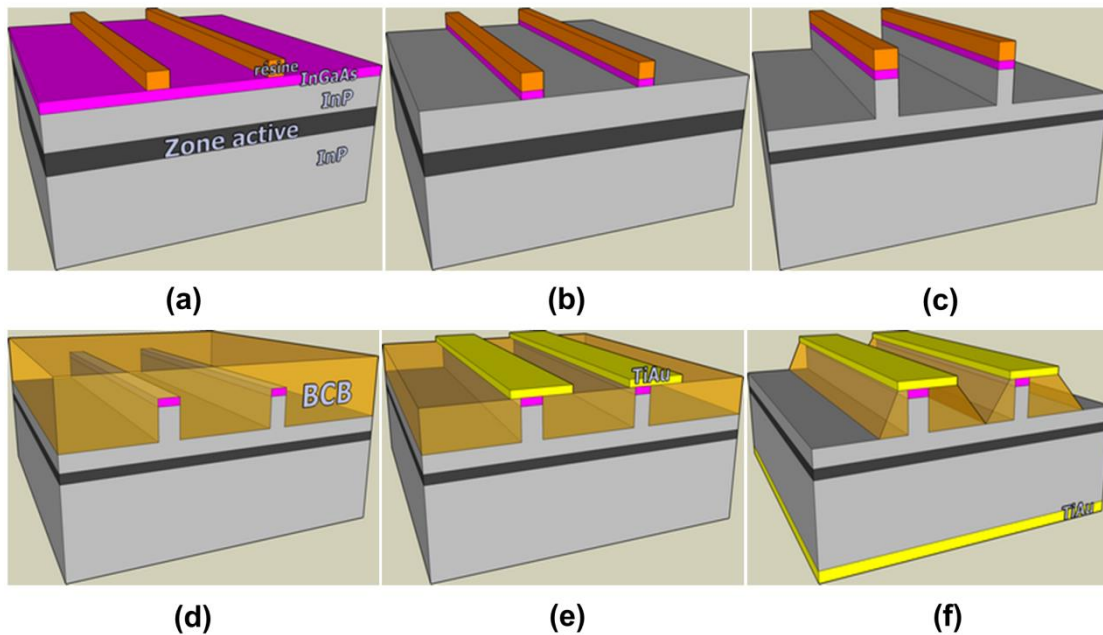 résine
InGaAs
InP
Zone active
InP
(a)
(b)
(c)
BCB
TiAu
TiAu
(d)
(e)
(f)